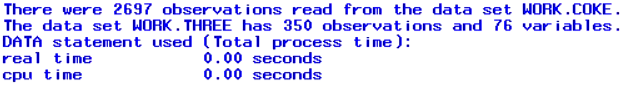 There were 2697 observations read from the data set WORK.COKE.
The data set WORK.THREE has 350 observations and 76 variables.
DATA statement used (Total process time):
real time 0.00 seconds
cpu time 0.00 seconds